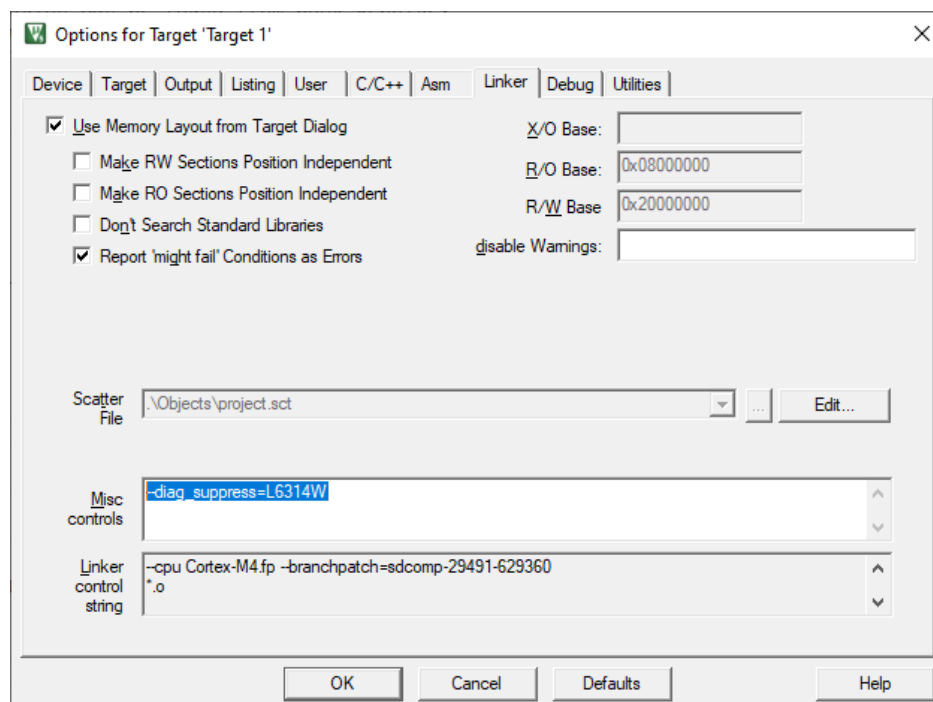 Options for Target 'Target 1'
Device Target Output Listing User C/C++ Asm Linker Debug Utilities
Use Memory Layout from Target Dialog
Make RW Sections Position Independent
Make RO Sections Position Independent
Don't Search Standard Libraries
Report 'might fail' Conditions as Errors
X/O Base:
R/O Base: 0x08000000
R/W Base 0x20000000
disable Warnings:
Scatter
File
.\Objects\project.sct
...
Edit...
Misc
controls
--diag_suppress=L6314W
Linker
control
string
--cpu Cortex-M4.fp --branchpatch=sdcomp-29491-629360
*.o
OK Cancel Defaults Help